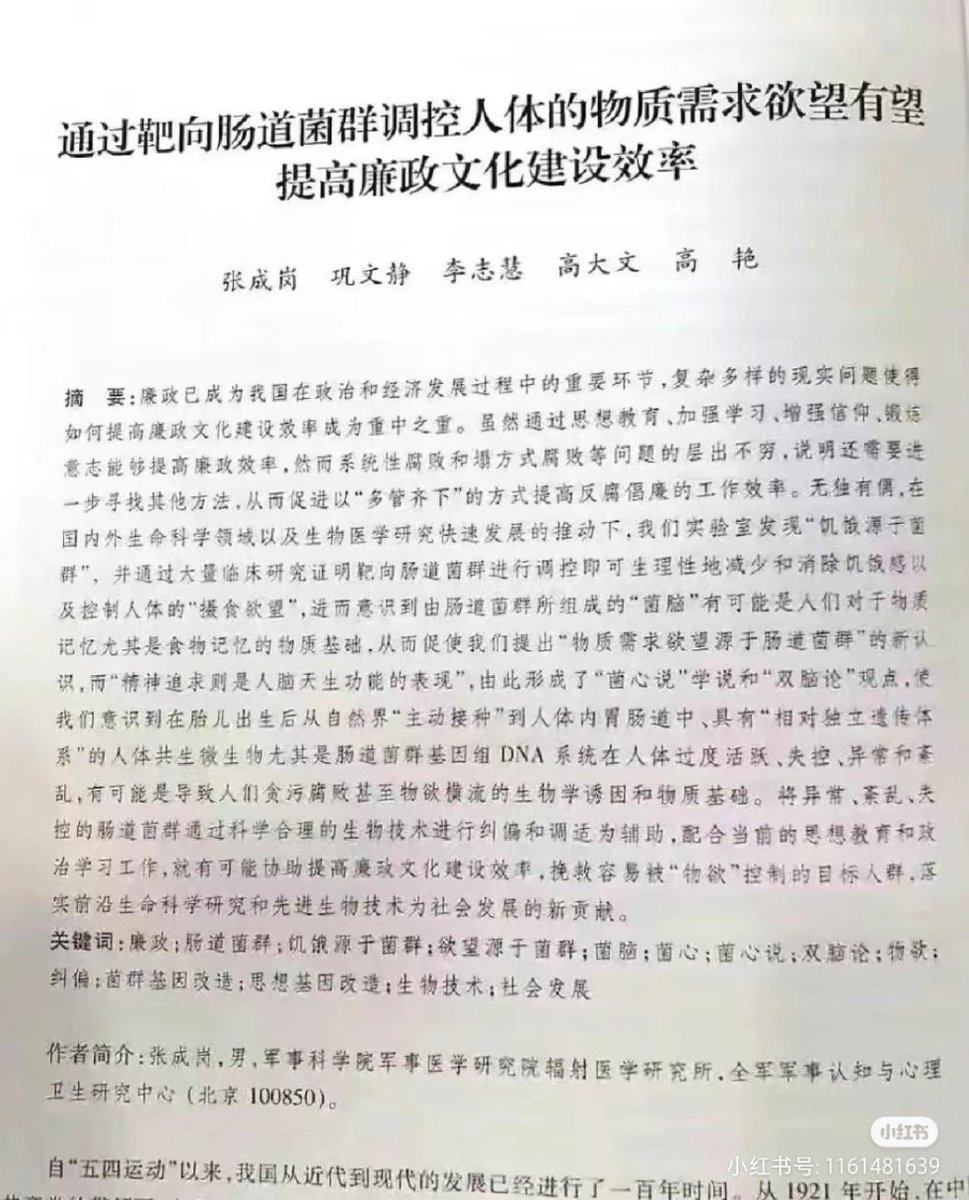 通过靶向肠道菌群调控人体的物质需求欲望有望
提高廉政文化建设效率
张成岗 巩文静 李志慧 高大文 高 艳
摘 要:廉政已成为我国在政治和经济发展过程中的重要环节,复杂多样的现实问题使得
如何提高廉政文化建设效率成为重中之重。虽然通过思想教育、加强学习、增强信仰、锻炼
意志能够提高廉政效率,然而系统性腐败和塌方式腐败等问题的层出不穷,说明还需要进
一步寻找其他方法,从而促进以“多管齐下”的方式提高反腐倡廉的工作效率。无独有偶,在
国内外生命科学领域以及生物医学研究快速发展的推动下,我们实验室发现“饥饿源于菌
群”,并通过大量临床研究证明靶向肠道菌群进行调控即可生理性地减少和消除饥饿感以
及控制人体的“摄食欲望”,进而意识到由肠道菌群所组成的“菌脑”有可能是人们对于物质
记忆尤其是食物记忆的物质基础,从而促使我们提出“物质需求欲望源于肠道菌群”的新认
识,而“精神追求则是人脑天生功能的表现”,由此形成了“菌心说”学说和“双脑论”观点,使
我们意识到在胎儿出生后从自然界“主动接种”到人体内胃肠道中、具有“相对独立遗传体
系”的人体共生微生物尤其是肠道菌群基因组 DNA 系统在人体过度活跃、失控、异常和紊
乱,有可能是导致人们贪污腐败甚至物欲横流的生物学诱因和物质基础。将异常、紊乱、失
控的肠道菌群通过科学合理的生物技术进行纠偏和调适为辅助,配合当前的思想教育和政
治学习工作,就有可能协助提高廉政文化建设效率,挽救容易被“物欲”控制的目标人群,落
实前沿生命科学研究和先进生物技术为社会发展的新贡献。
关键词:廉政;肠道菌群;饥饿源于菌群;欲望源于菌群;菌脑;菌心;菌心说;双脑论;物欲;
纠偏;菌群基因改造;思想基因改造;生物技术;社会发展
作者简介:张成岗,男,军事科学院军事医学研究院辐射医学研究所,全军军事认知与心理
卫生研究中心(北京 100850)。
自“五四运动”以来,我国从近代到现代的发展已经进行了一百年时间。从 1921 年开始,在中
小红书
小红书号: 1161481639